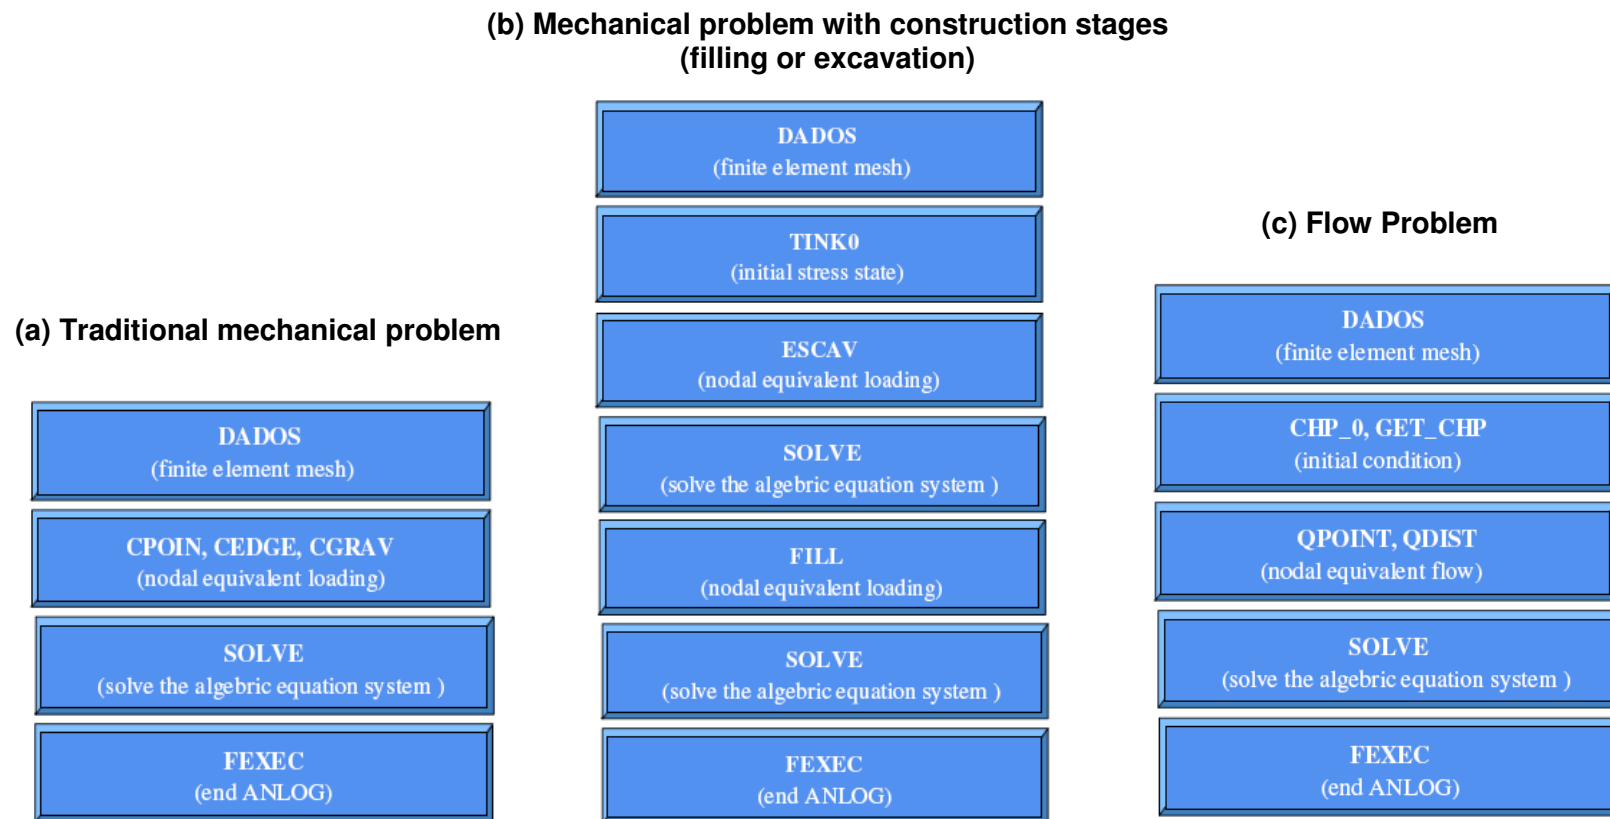 (b) Mechanical problem with construction stages
(filling or excavation)
DADOS
(finite element mesh)
TINK0
(initial stress state)
ESCAV
(nodal equivalent loading)
SOLVE
(solve the algebric equation system )
FILL
(nodal equivalent loading)
SOLVE
(solve the algebric equation system )
FEXEC
(end ANLOG)
(a) Traditional mechanical problem
DADOS
(finite element mesh)
CPOIN, CEDGE, CGRAV
(nodal equivalent loading)
SOLVE
(solve the algebric equation system )
FEXEC
(end ANLOG)
(c) Flow Problem
DADOS
(finite element mesh)
CHP_0, GET_CHP
(initial condition)
QPOINT, QDIST
(nodal equivalent flow)
SOLVE
(solve the algebric equation system )
FEXEC
(end ANLOG)